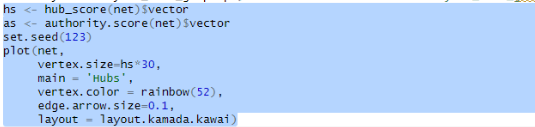 hs <- hub_score(net)$vector
as <- authority.score(net)$vector
set.seed(123)
plot(net,
     vertex.size=hs*30,
     main = 'Hubs',
     vertex.color = rainbow(52),
     edge.arrow.size=0.1,
     layout = layout.kamada.kawai)